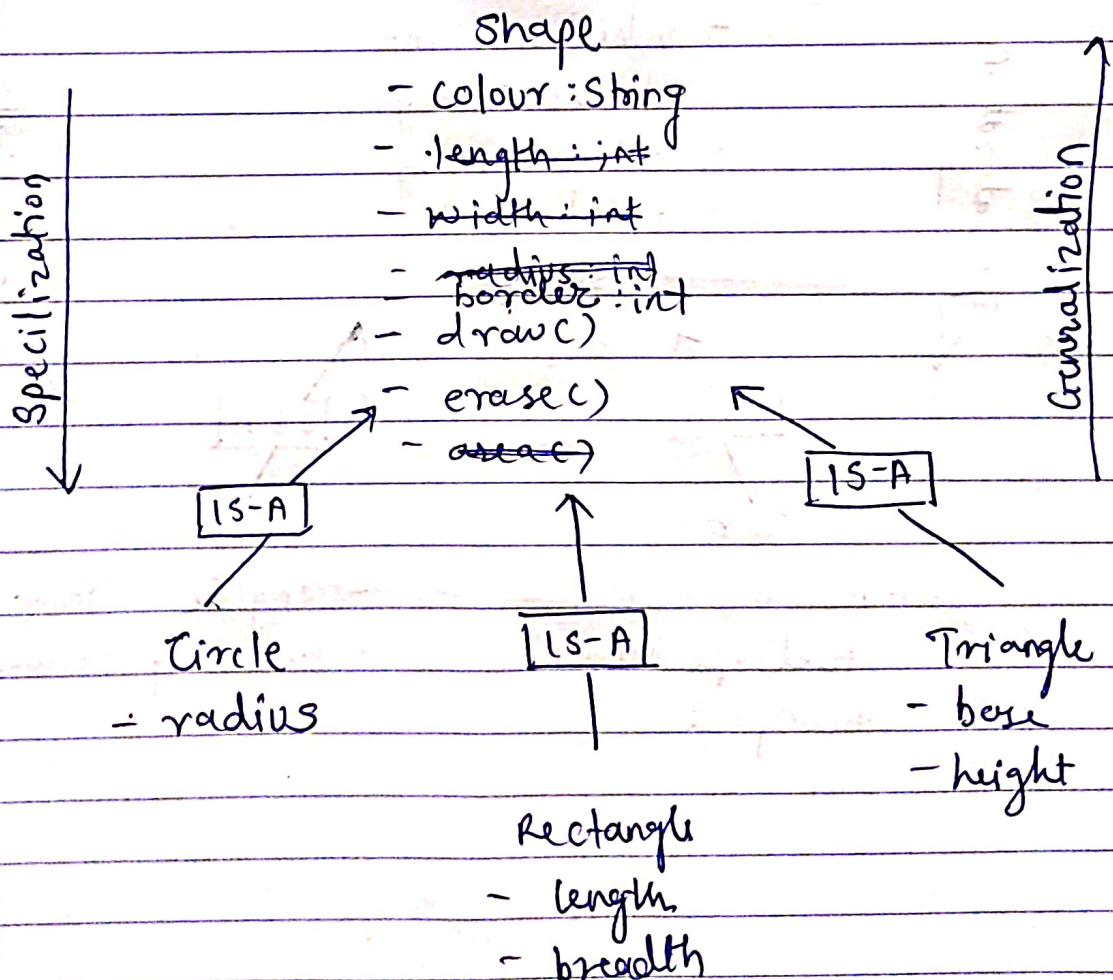 Shape
- colour : String
- length : int
- width : int
- radius : int
- border : int
- draw()
- erase()
- area()
Specilization
Genralization
IS-A
IS-A
IS-A
Circle
- radius
Triangle
- base
- height
Rectangle
- length
- breadth